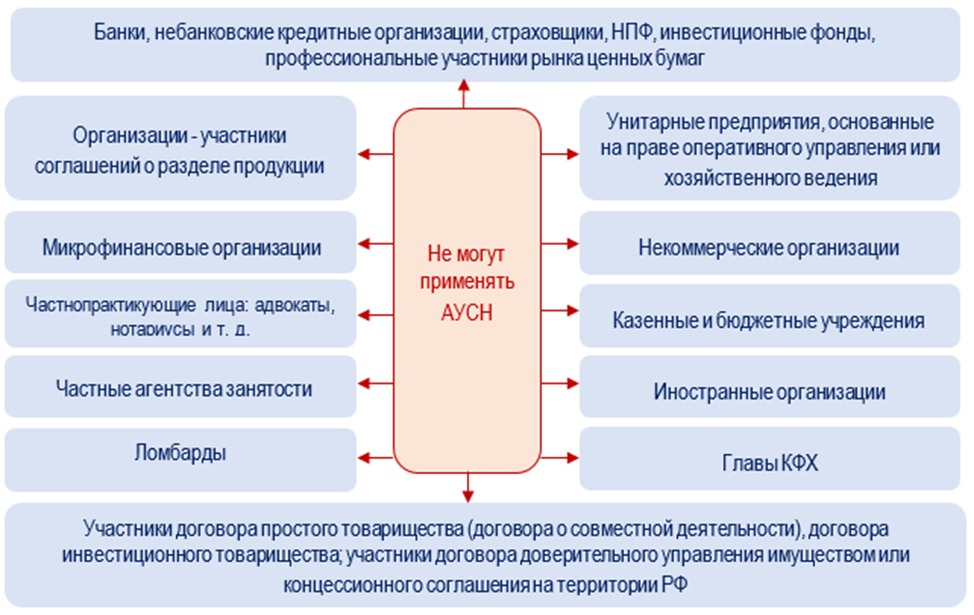 Банки, небанковские кредитные организации, страховщики, НПФ, инвестиционные фонды,
профессиональные участники рынка ценных бумаг
Организации - участники
соглашений о разделе продукции
Унитарные предприятия, основанные
на праве оперативного управления или
хозяйственного ведения
Микрофинансовые организации
Не могут
применять
АУСН
Некоммерческие организации
Частнопрактикующие лица: адвокаты,
нотариусы и т. д.
Казенные и бюджетные учреждения
Частные агентства занятости
Иностранные организации
Ломбарды
Главы КФХ
Участники договора простого товарищества (договора о совместной деятельности), договора
инвестиционного товарищества; участники договора доверительного управления имуществом или
концессионного соглашения на территории РФ